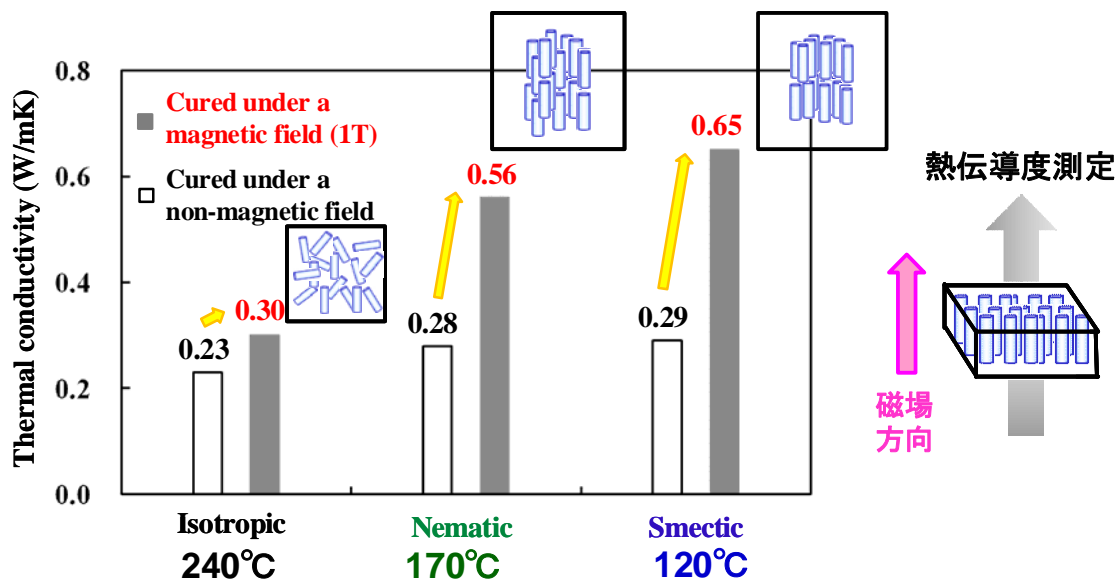 Thermal conductivity (W/mK)
0.8
0.6
0.4
0.2
0.0
Cured under a
magnetic field (1T)
Cured under a
non-magnetic field
0.23
0.30
0.28
0.56
0.29
0.65
Isotropic
240℃
Nematic
170℃
Smectic
120℃
熱伝導度測定
磁場
方向